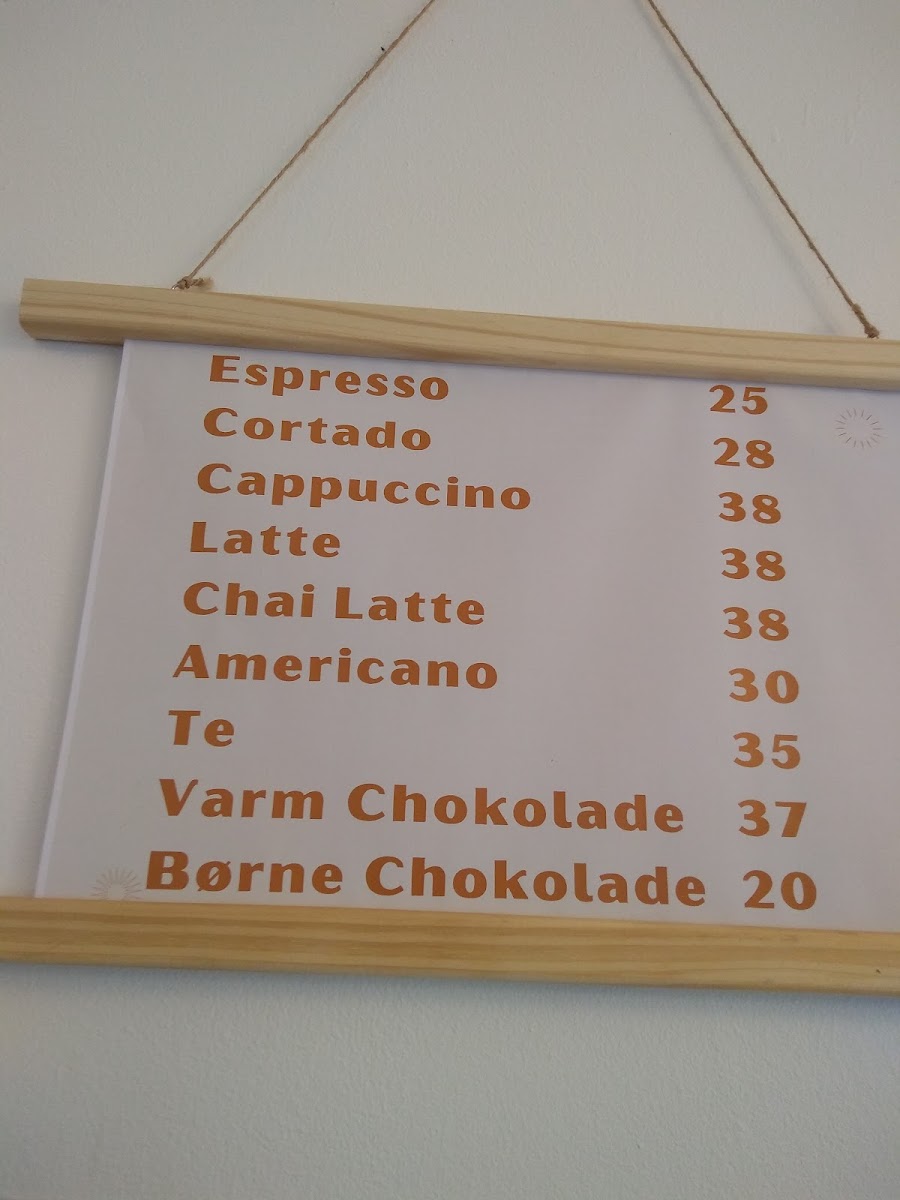 Espresso 25
Cortado 28
Cappuccino 38
Latte 38
Chai Latte 38
Americano 30
Te 35
Varm Chokolade 37
Børne Chokolade 20